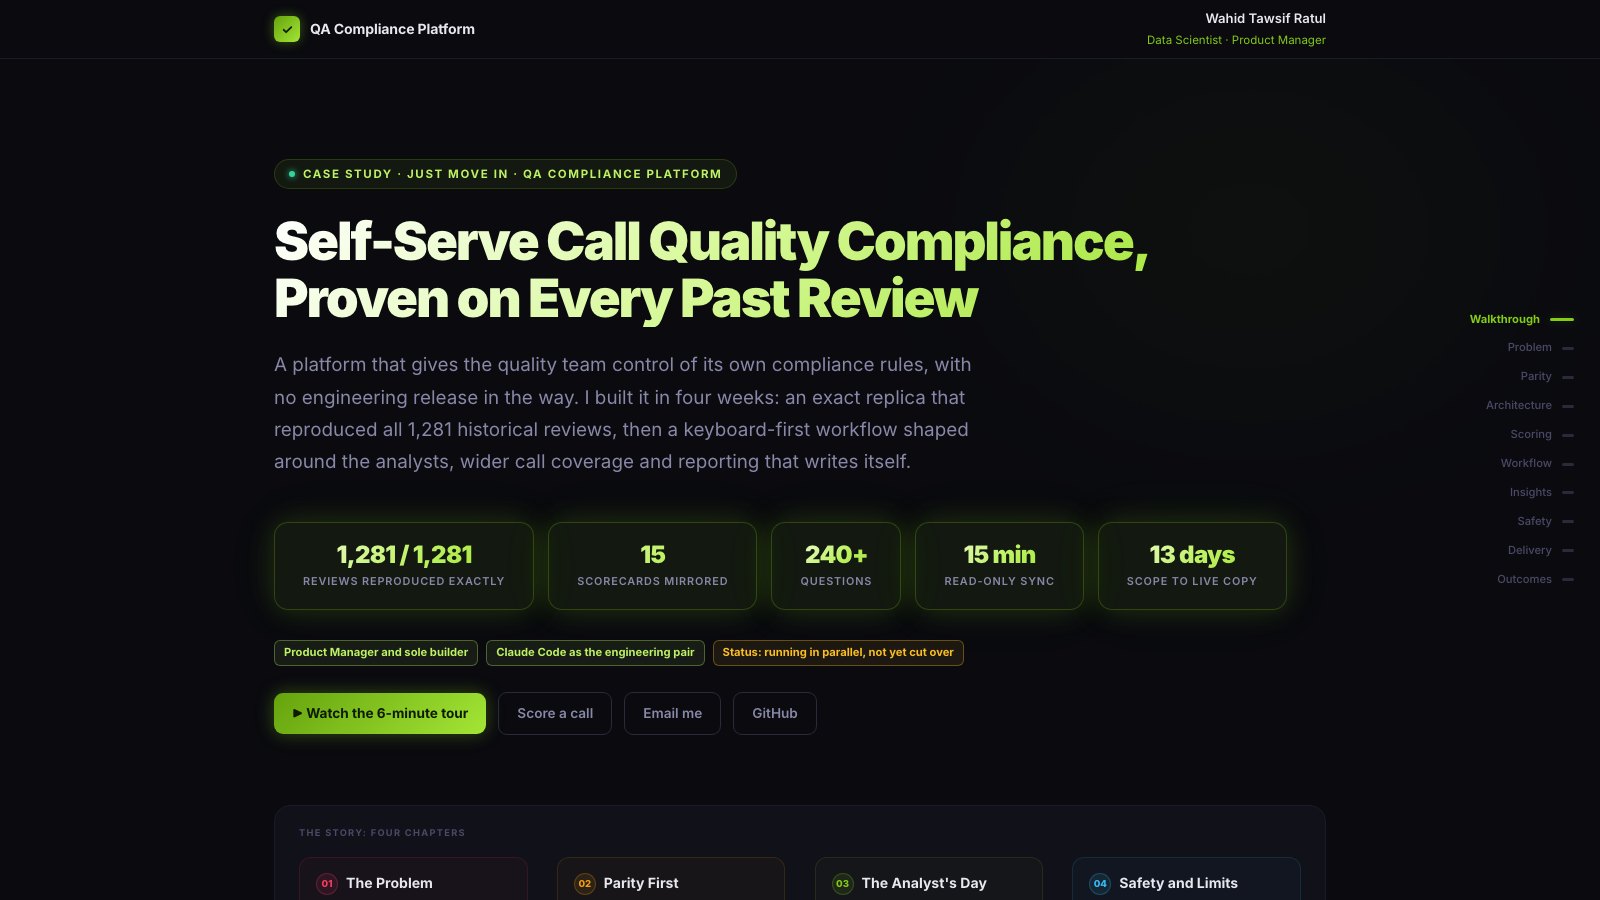 QA Compliance Platform
Wahid Tawsif Ratul
Data Scientist · Product Manager
CASE STUDY · JUST MOVE IN · QA COMPLIANCE PLATFORM
Self-Serve Call Quality Compliance,
Proven on Every Past Review
A platform that gives the quality team control of its own compliance rules, with
no engineering release in the way. I built it in four weeks: an exact replica that
reproduced all 1,281 historical reviews, then a keyboard-first workflow shaped
around the analysts, wider call coverage and reporting that writes itself.
1,281 / 1,281
REVIEWS REPRODUCED EXACTLY
15
SCORECARDS MIRRORED
240+
QUESTIONS
15 min
READ-ONLY SYNC
13 days
SCOPE TO LIVE COPY
Product Manager and sole builder
Claude Code as the engineering pair
Status: running in parallel, not yet cut over
Watch the 6-minute tour
Score a call
Email me
GitHub
Walkthrough
Problem
Parity
Architecture
Scoring
Workflow
Insights
Safety
Delivery
Outcomes
THE STORY: FOUR CHAPTERS
01 The Problem
02 Parity First
03 The Analyst's Day
04 Safety and Limits